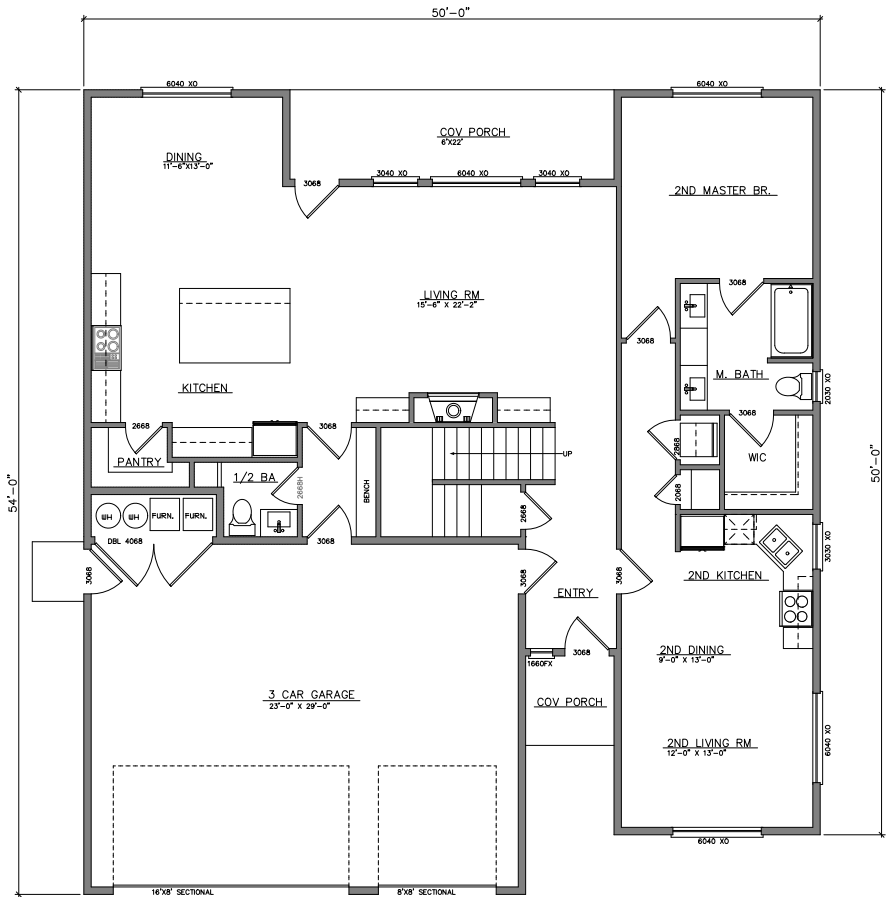 50'-0"
6040 XO
6040 XO
COV PORCH
6'X22'
DINING
11'-6"X13'-0"
3040 XO
6040 XO
3040 XO
3068
2ND MASTER BR.
3068
LIVING RM
15'-6" X 22'-2"
3068
M. BATH
2030 XO
KITCHEN
3068
2668
3068
PANTRY
1/2 BA
2668H
BENCH
UP
2868
WIC
2068
54'-0"
50'-0"
WH
WH
FURN.
FURN.
2668
DBL 4068
3068
3030 XO
3068
3068
3068
2ND KITCHEN
ENTRY
3068
1660FX
2ND DINING
9'-0" X 13'-0"
3 CAR GARAGE
23'-0" X 29'-0"
COV PORCH
2ND LIVING RM
12'-0" X 13'-0"
6040 XO
6040 XO
16'X8' SECTIONAL
8'X8' SECTIONAL